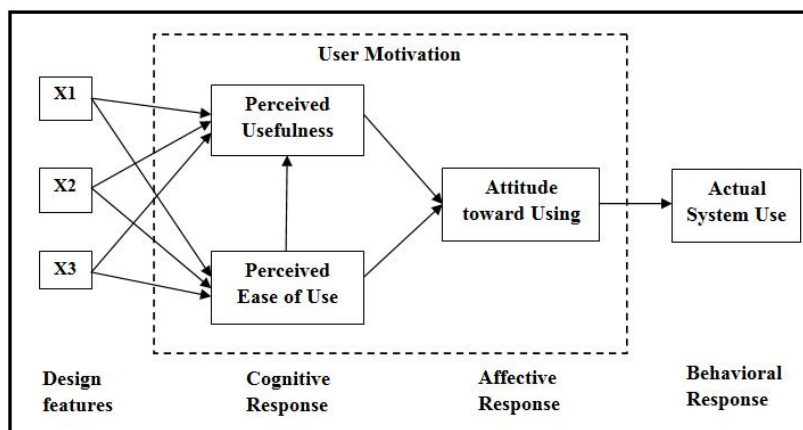 User Motivation
X1
Perceived
Usefulness
X2
Attitude
toward Using
Actual
System Use
X3
Perceived
Ease of Use
Design
features
Cognitive
Response
Affective
Response
Behavioral
Response